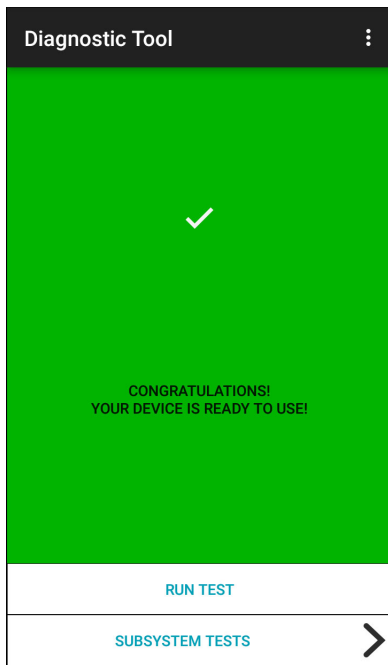 Diagnostic Tool
CONGRATULATIONS!
YOUR DEVICE IS READY TO USE!
RUN TEST
SUBSYSTEM TESTS